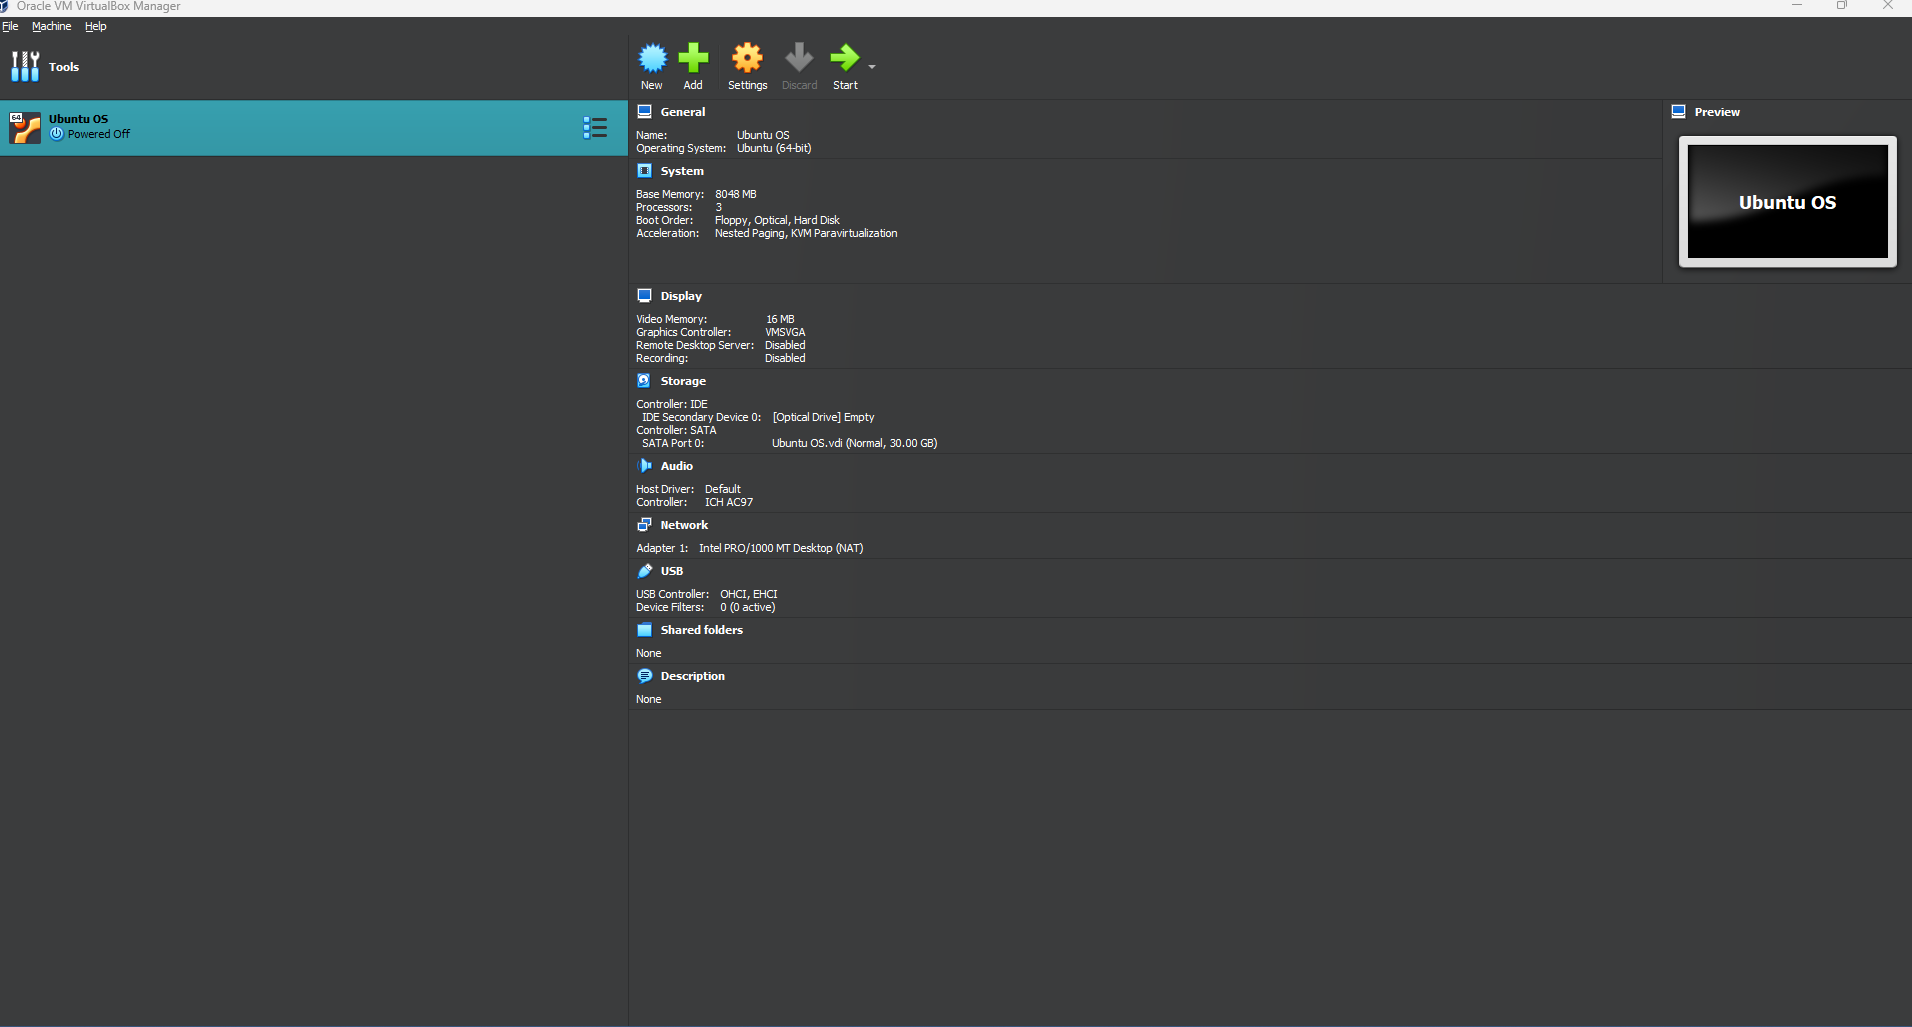 Oracle VM VirtualBox Manager
File Machine Help
Tools
New Add Settings Discard Start
64
Ubuntu OS
Powered Off
General
Name: Ubuntu OS
Operating System: Ubuntu (64-bit)
System
Base Memory: 8048 MB
Processors: 3
Boot Order: Floppy, Optical, Hard Disk
Acceleration: Nested Paging, KVM Paravirtualization
Preview
Ubuntu OS
Display
Video Memory: 16 MB
Graphics Controller: VMSVGA
Remote Desktop Server: Disabled
Recording: Disabled
Storage
Controller: IDE
IDE Secondary Device 0: [Optical Drive] Empty
Controller: SATA
SATA Port 0: Ubuntu OS.vdi (Normal, 30.00 GB)
Audio
Host Driver: Default
Controller: ICH AC97
Network
Adapter 1: Intel PRO/1000 MT Desktop (NAT)
USB
USB Controller: OHCI, EHCI
Device Filters: 0 (0 active)
Shared folders
None
Description
None